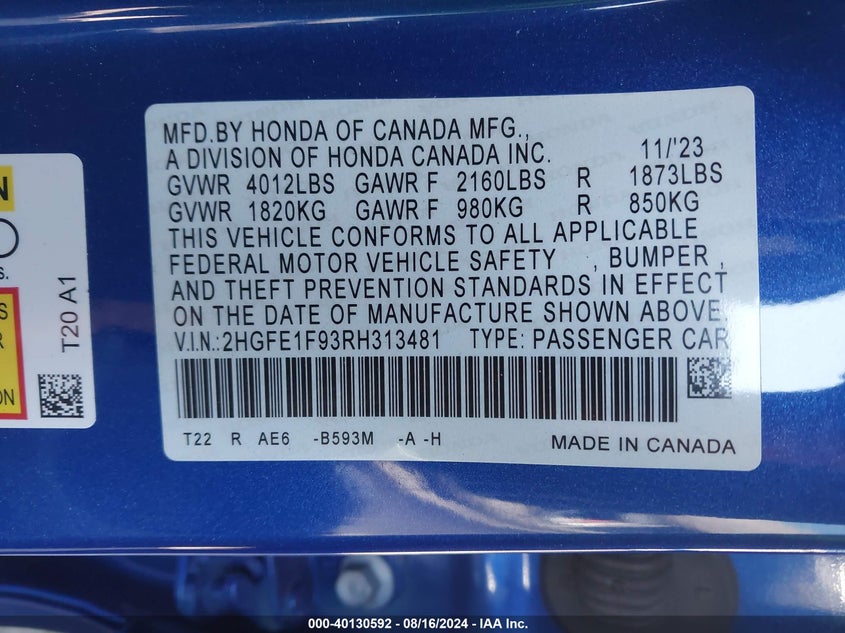 MFD.BY HONDA OF CANADA MFG.,
A DIVISION OF HONDA CANADA INC. 11/'23
GVWR 4012LBS GAWR F 2160LBS R 1873LBS
GVWR 1820KG GAWR F 980KG R 850KG
THIS VEHICLE CONFORMS TO ALL APPLICABLE
FEDERAL MOTOR VEHICLE SAFETY , BUMPER ,
AND THEFT PREVENTION STANDARDS IN EFFECT
ON THE DATE OF MANUFACTURE SHOWN ABOVE.
V.I.N.:2HGFE1F93RH313481 TYPE: PASSENGER CAR
T22 R AE6 -B593M -A -H MADE IN CANADA
N
S.
S
R
ON
T20 A1
000-40130592 - 08/16/2024 - IAA Inc.